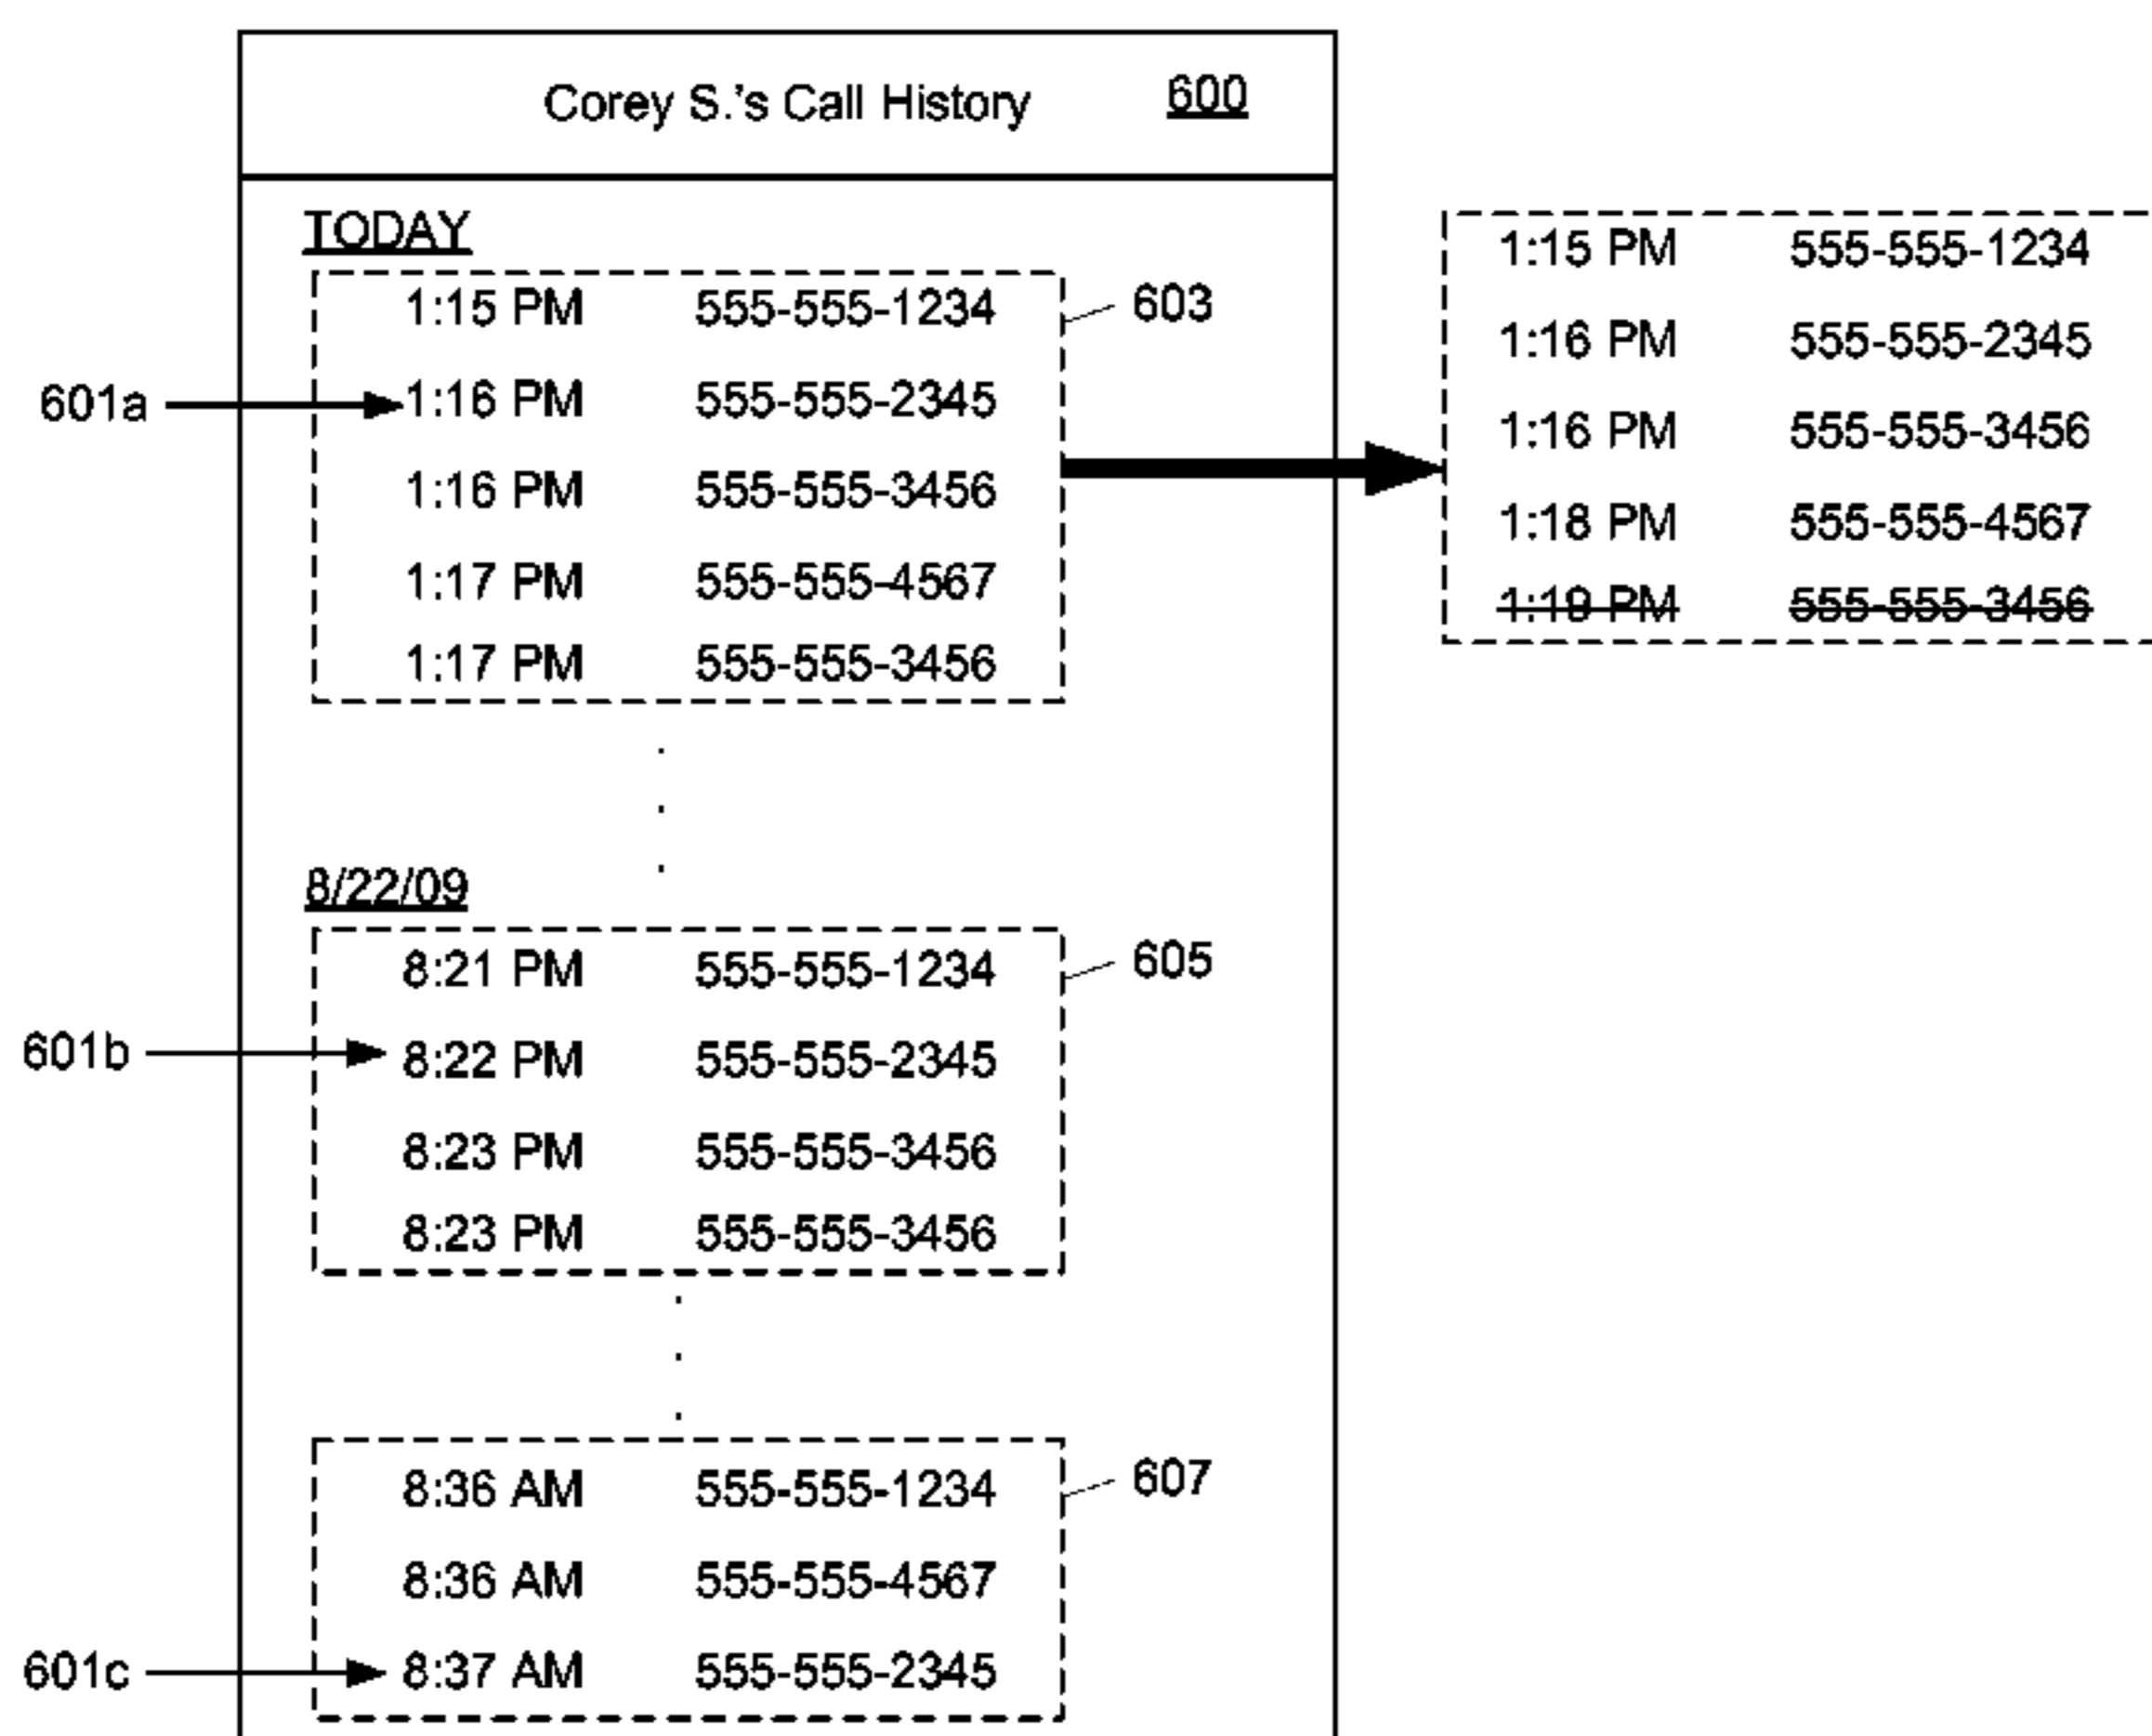 Corey S.'s Call History 600
TODAY
1:15 PM 555-555-1234
603
601a
1:16 PM 555-555-2345
1:16 PM 555-555-3456
1:17 PM 555-555-4567
1:17 PM 555-555-3456
1:15 PM 555-555-1234
1:16 PM 555-555-2345
1:16 PM 555-555-3456
1:18 PM 555-555-4567
1:19 PM 555-555-3456
8/22/09
8:21 PM 555-555-1234
605
601b
8:22 PM 555-555-2345
8:23 PM 555-555-3456
8:23 PM 555-555-3456
8:36 AM 555-555-1234
607
8:36 AM 555-555-4567
601c
8:37 AM 555-555-2345